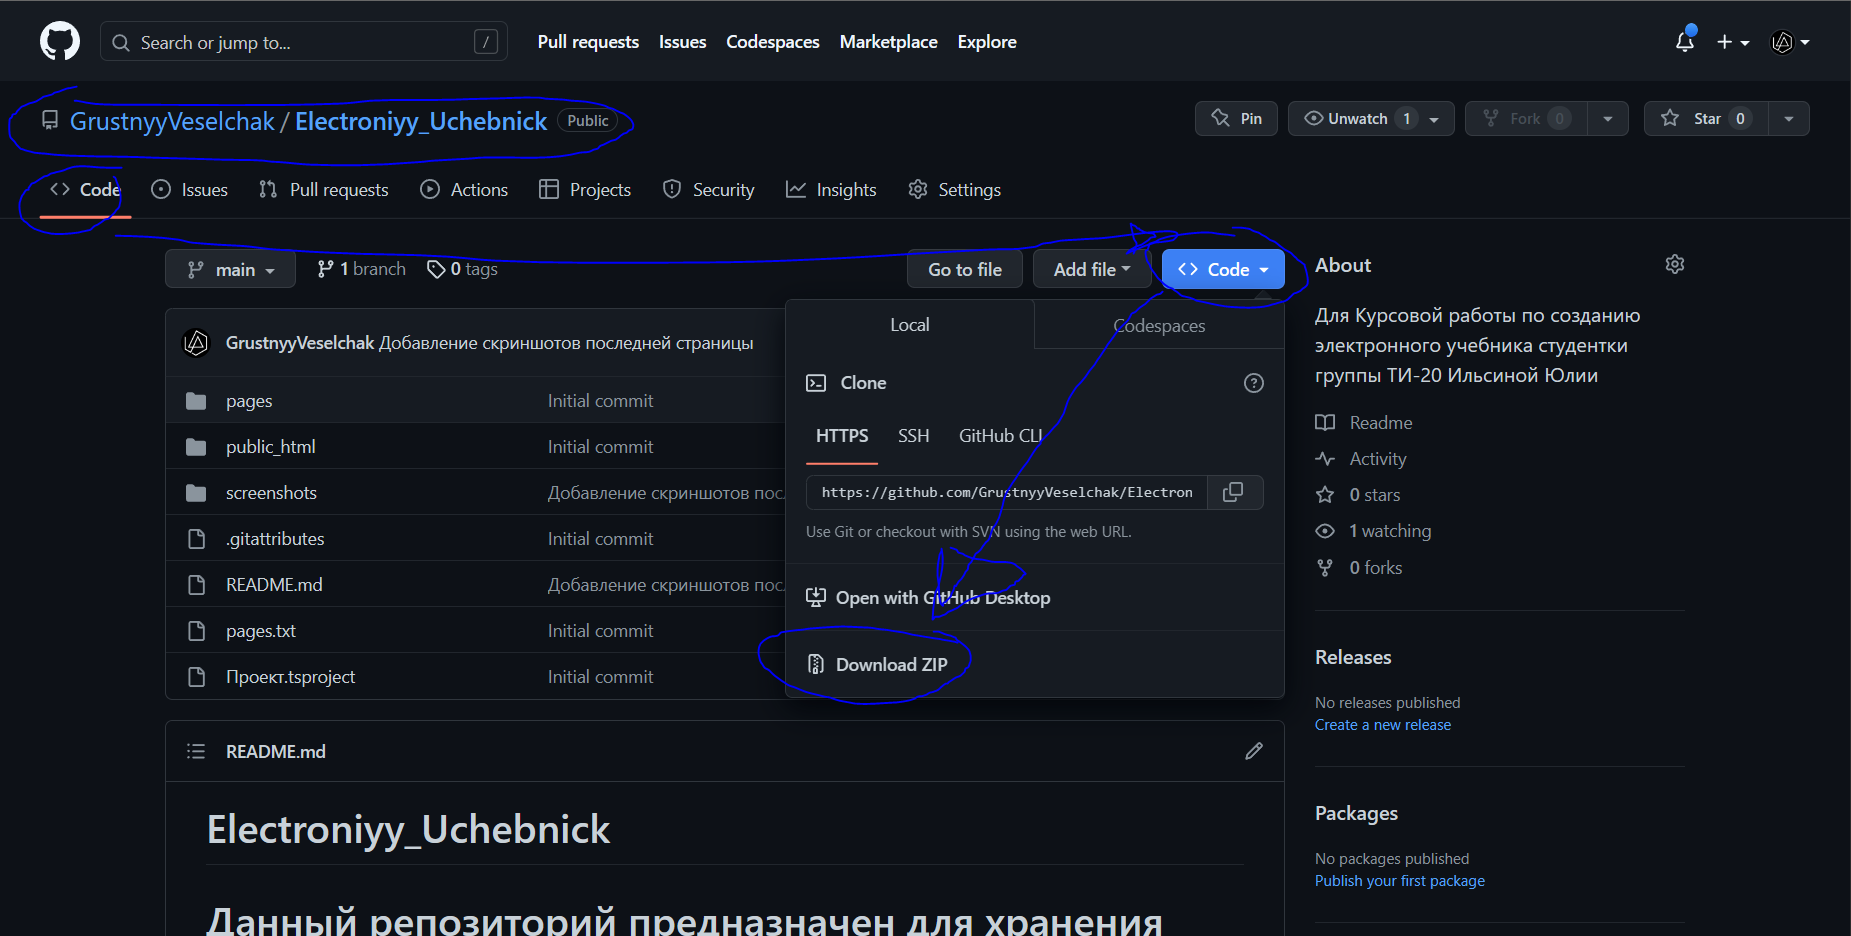 Search or jump to... / Pull requests Issues Codespaces Marketplace Explore
GrustnyyVeselchak / Electroniyy_Uchebnick Public Pin Unwatch 1 Fork 0 Star 0
Code Issues Pull requests Actions Projects Security Insights Settings
main 1 branch 0 tags Go to file Add file Code
GrustnyyVeselchak Добавление скриншотов последней страницы
pages Initial commit
public_html Initial commit
screenshots Добавление скриншотов пос
.gitattributes Initial commit
README.md Добавление скриншотов пос
pages.txt Initial commit
Проект.tsproject Initial commit
Local Codespaces
Clone
HTTPS SSH GitHub CLI
https://github.com/GrustnyyVeselchak/Electron
Use Git or checkout with SVN using the web URL.
Open with GitHub Desktop
Download ZIP
About
Для Курсовой работы по созданию
электронного учебника студентки
группы ТИ-20 Ильсиной Юлии
Readme
Activity
0 stars
1 watching
0 forks
Releases
No releases published
Create a new release
Packages
No packages published
Publish your first package
README.md
Electroniyy_Uchebnick
Данный репозиторий предназначен для хранения